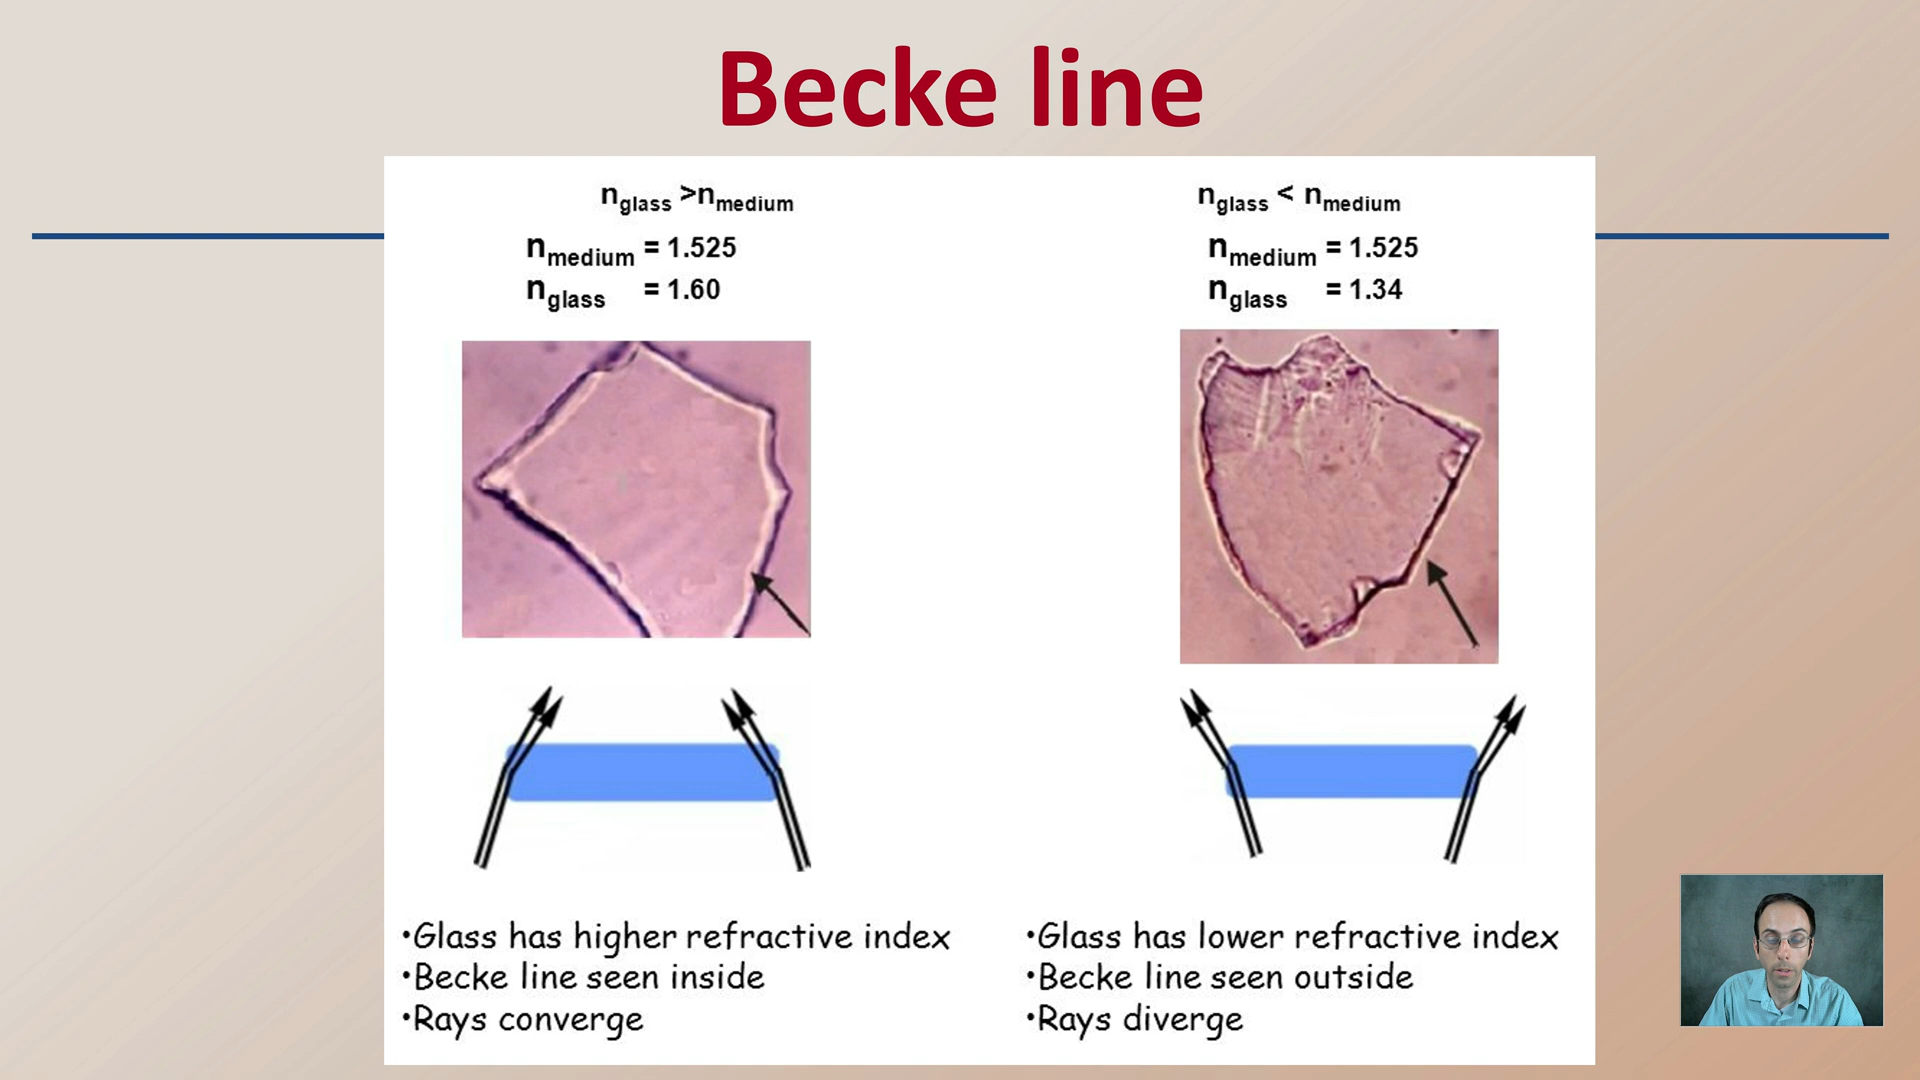 Becke line
nglass >nmedium
nmedium = 1.525
nglass = 1.60
nglass < nmedium
nmedium = 1.525
nglass = 1.34
•Glass has higher refractive index
•Becke line seen inside
•Rays converge
•Glass has lower refractive index
•Becke line seen outside
•Rays diverge